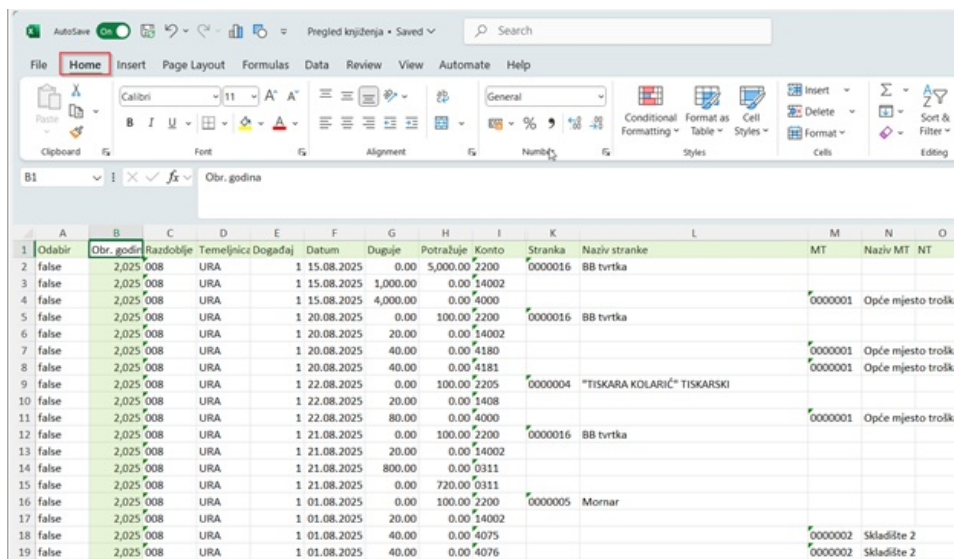 AutoSave On Pregled knjiženja • Saved Search
File Home Insert Page Layout Formulas Data Review View Automate Help
Paste Calibri 11 A A General Conditional Formatting Format as Table Cell Styles Insert Delete Format Sort & Filter
B I U A % 9
Clipboard Font Alignment Number Styles Cells Editing
B1 fx Obr. godina
A B C D E F G H I K L M N O
1 Odabir Obr. godin Razdoblje Temeljnica Događaj Datum Duguje Potražuje Konto Stranka Naziv stranke MT Naziv MT NT
2 false 2,025 008 URA 1 15.08.2025 0.00 5,000.00 2200 0000016 BB tvrtka
3 false 2,025 008 URA 1 15.08.2025 1,000.00 0.00 14002
4 false 2,025 008 URA 1 15.08.2025 4,000.00 0.00 4000 0000001 Opće mjesto trošk
5 false 2,025 008 URA 1 20.08.2025 0.00 100.00 2200 0000016 BB tvrtka
6 false 2,025 008 URA 1 20.08.2025 20.00 0.00 14002
7 false 2,025 008 URA 1 20.08.2025 40.00 0.00 4180 0000001 Opće mjesto trošk
8 false 2,025 008 URA 1 20.08.2025 40.00 0.00 4181 0000001 Opće mjesto trošk
9 false 2,025 008 URA 1 22.08.2025 0.00 100.00 2205 0000004 "TISKARA KOLARIĆ" TISKARSKI
10 false 2,025 008 URA 1 22.08.2025 20.00 0.00 1408
11 false 2,025 008 URA 1 22.08.2025 80.00 0.00 4000 0000001 Opće mjesto trošk
12 false 2,025 008 URA 1 21.08.2025 0.00 100.00 2200 0000016 BB tvrtka
13 false 2,025 008 URA 1 21.08.2025 20.00 0.00 14002
14 false 2,025 008 URA 1 21.08.2025 800.00 0.00 0311
15 false 2,025 008 URA 1 21.08.2025 0.00 720.00 0311
16 false 2,025 008 URA 1 01.08.2025 0.00 100.00 2200 0000005 Mornar
17 false 2,025 008 URA 1 01.08.2025 20.00 0.00 14002
18 false 2,025 008 URA 1 01.08.2025 40.00 0.00 4075 0000002 Skladište 2
19 false 2,025 008 URA 1 01.08.2025 40.00 0.00 4076 0000002 Skladište 2